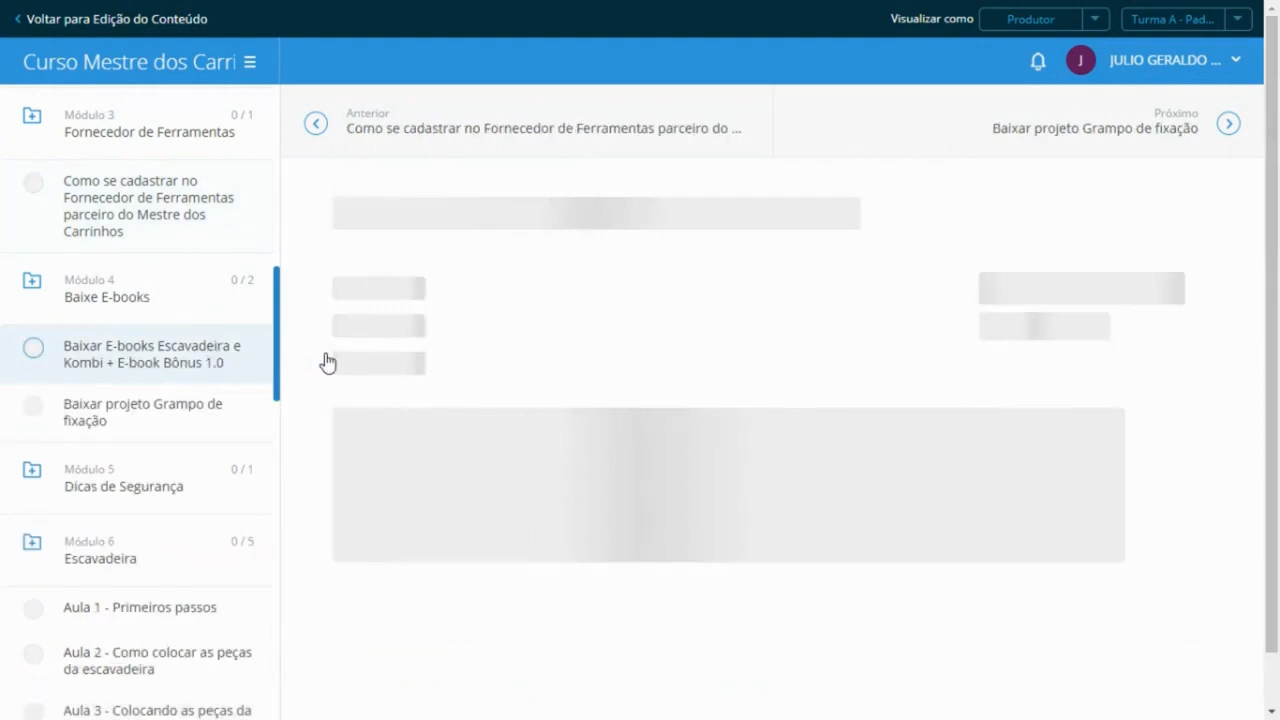 Voltar para Edição do Conteúdo
Visualizar como
Produtor
Turma A - Pad...
Curso Mestre dos Carri
J
JULIO GERALDO ...
Módulo 3
0 / 1
Fornecedor de Ferramentas
Anterior
Como se cadastrar no Fornecedor de Ferramentas parceiro do ...
Próximo
Baixar projeto Grampo de fixação
Como se cadastrar no
Fornecedor de Ferramentas
parceiro do Mestre dos
Carrinhos
Módulo 4
0 / 2
Baixe E-books
Baixar E-books Escavadeira e
Kombi + E-book Bônus 1.0
Baixar projeto Grampo de
fixação
Módulo 5
0 / 1
Dicas de Segurança
Módulo 6
0 / 5
Escavadeira
Aula 1 - Primeiros passos
Aula 2 - Como colocar as peças
da escavadeira
Aula 3 - Colocando as peças da